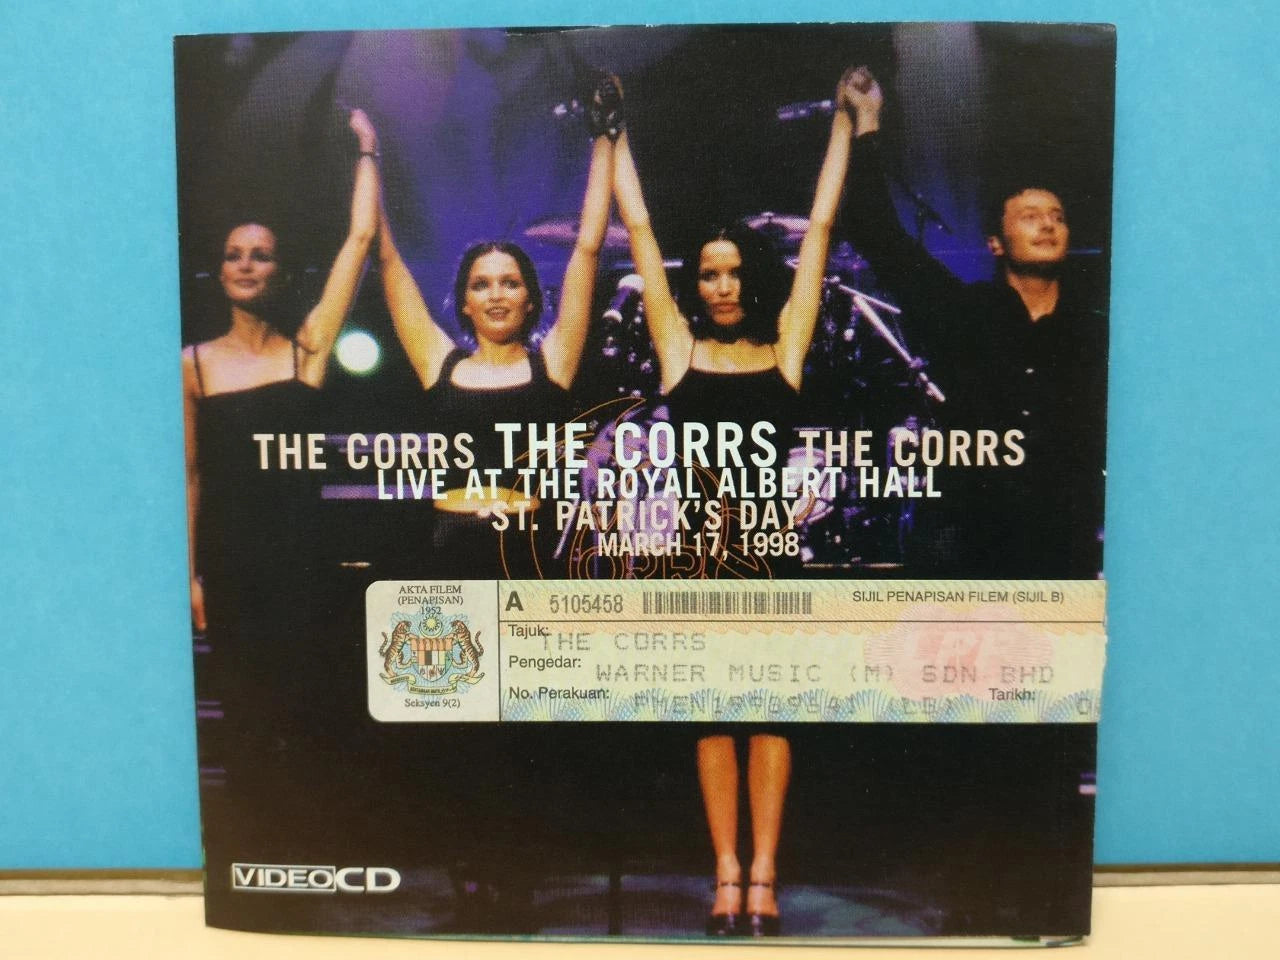 THE CORRS THE CORRS THE CORRS
LIVE AT THE ROYAL ALBERT HALL
ST. PATRICK'S DAY
MARCH 17, 1998
AKTA FILEM
(PENAPISAN)
1952
Seksyen 9(2)
A 5105458 SIJIL PENAPISAN FILEM (SIJIL B)
Tajuk: THE CORRS
Pengedar: WARNER MUSIC (M) SDN BHD
No. Perakuan: Tarikh:
VIDEO CD